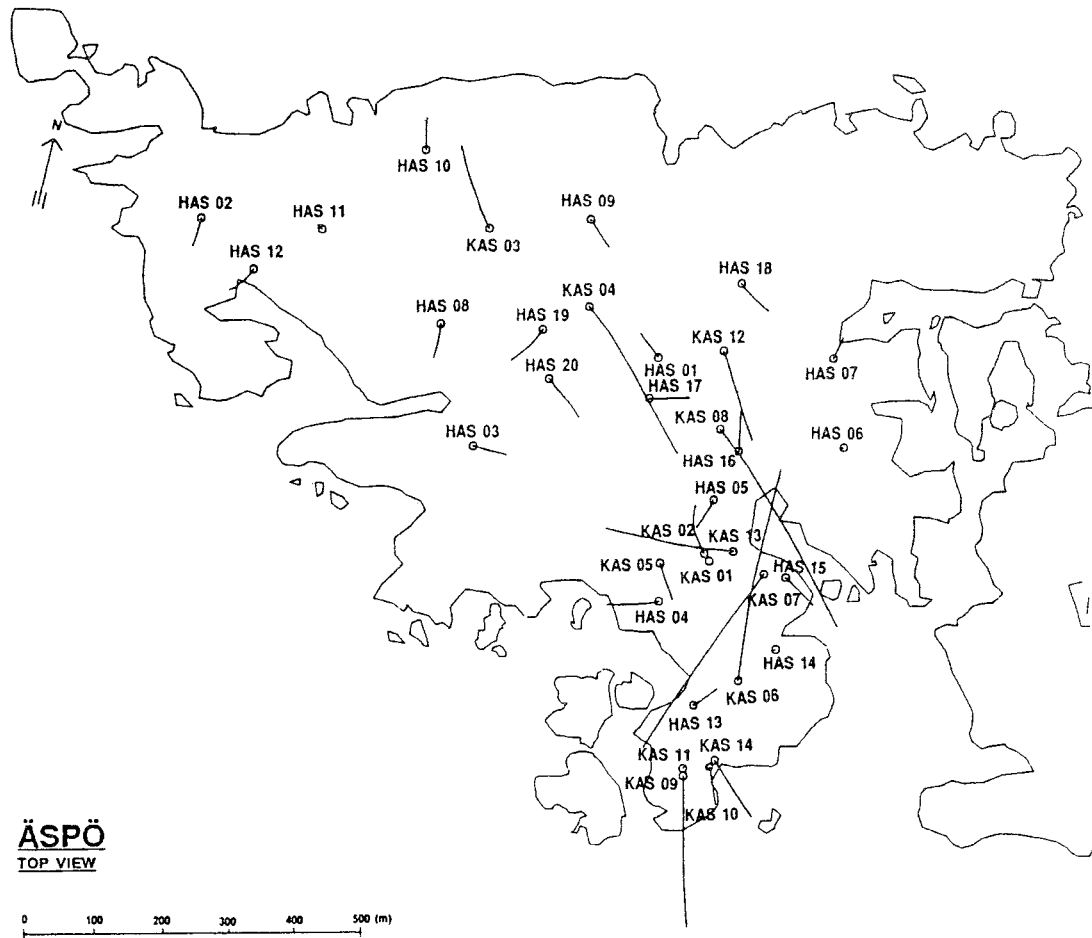 N
HAS 10
HAS 02
HAS 11
HAS 09
KAS 03
HAS 12
HAS 18
KAS 04
HAS 08
HAS 19
KAS 12
HAS 01
HAS 20
HAS 07
HAS 17
KAS 08
HAS 03
HAS 06
HAS 16
HAS 05
KAS 02
KAS 13
KAS 05
KAS 01
HAS 15
KAS 07
HAS 04
HAS 14
KAS 06
HAS 13
KAS 14
KAS 11
KAS 09
KAS 10
ÄSPÖ
TOP VIEW
0 100 200 300 400 500 (m)